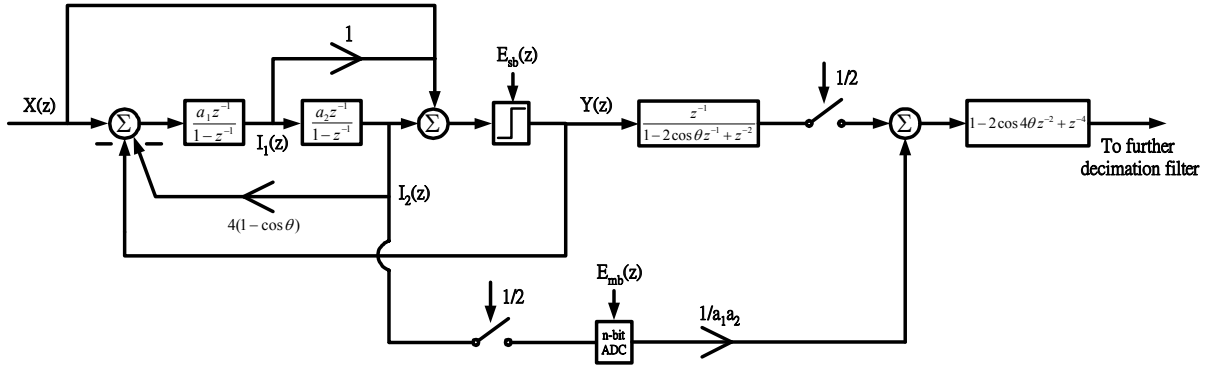 1
E_sb(z)
1/2
X(z)
Σ
a₁z⁻¹
1−z⁻¹
I₁(z)
a₂z⁻¹
1−z⁻¹
Σ
Y(z)
z⁻¹
1−2cosθz⁻¹+z⁻²
Σ
1−2cos4θz⁻²+z⁻⁴
To further
decimation filter
I₂(z)
4(1−cosθ)
E_mb(z)
1/2
1/a₁a₂
n-bit
ADC